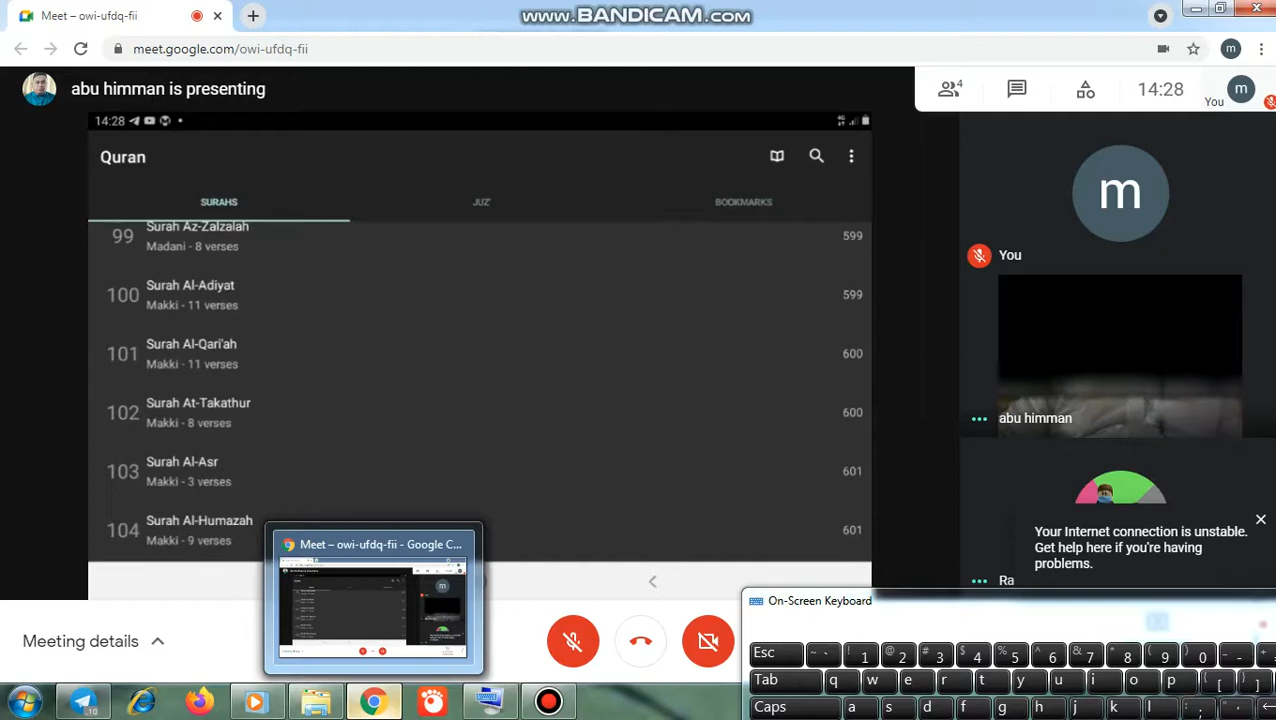 Meet – owi-ufdq-fii
www.BANDICAM.com
meet.google.com/owi-ufdq-fii
m
abu himman is presenting
4
14:28
m
You
14:28
Quran
SURAHS
JUZ'
BOOKMARKS
99
Surah Az-Zalzalah
Madani - 8 verses
599
100
Surah Al-Adiyat
Makki - 11 verses
599
101
Surah Al-Qari'ah
Makki - 11 verses
600
102
Surah At-Takathur
Makki - 8 verses
600
103
Surah Al-Asr
Makki - 3 verses
601
104
Surah Al-Humazah
Makki - 9 verses
601
m
You
abu himman
Your Internet connection is unstable.
Get help here if you're having
problems.
Ra
Meet – owi-ufdq-fii - Google C...
Meeting details
On-Screen Keyboard
Esc ~ ` ! 1 @ 2 # 3 $ 4 % 5 ^ 6 & 7 * 8 ( 9 ) 0 _ -
Tab q w e r t y u i o p { [ } ]
Caps a s d f g h j k l : ;
10